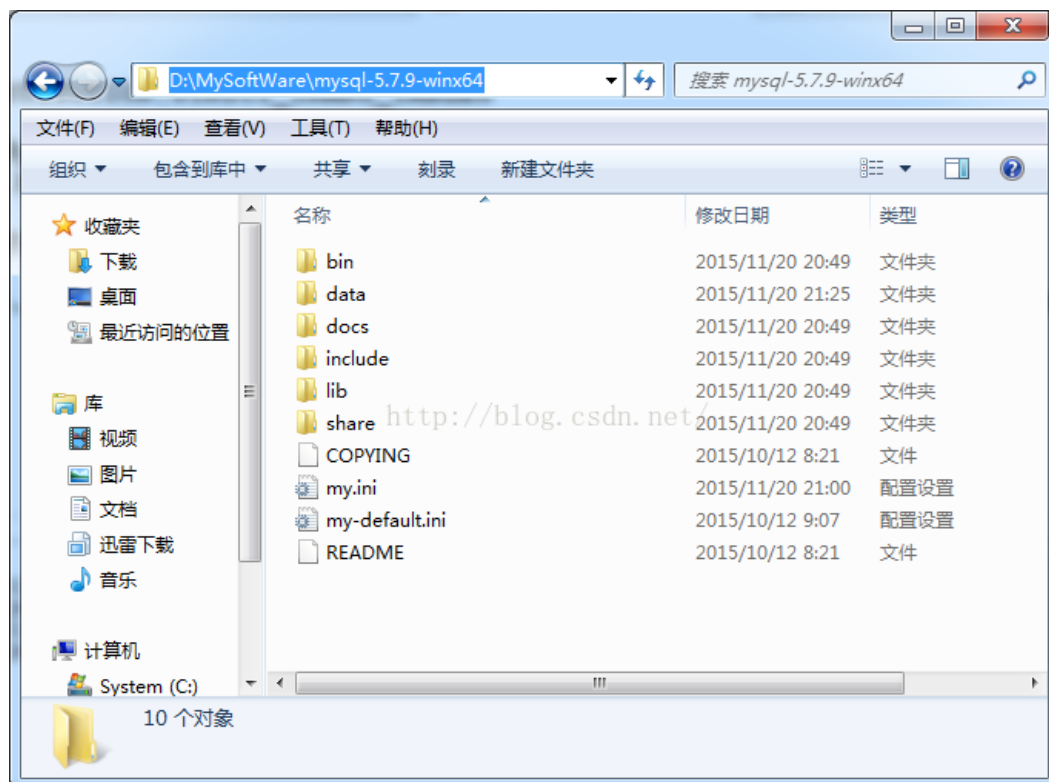 D:\MySoftWare\mysql-5.7.9-winx64 搜索 mysql-5.7.9-winx64
文件(F) 编辑(E) 查看(V) 工具(T) 帮助(H)
组织 包含到库中 共享 刻录 新建文件夹
收藏夹
下载
桌面
最近访问的位置
库
视频
图片
文档
迅雷下载
音乐
计算机
System (C:)
名称 修改日期 类型
bin 2015/11/20 20:49 文件夹
data 2015/11/20 21:25 文件夹
docs 2015/11/20 20:49 文件夹
include 2015/11/20 20:49 文件夹
lib 2015/11/20 20:49 文件夹
share 2015/11/20 20:49 文件夹
http://blog.csdn.net/
COPYING 2015/10/12 8:21 文件
my.ini 2015/11/20 21:00 配置设置
my-default.ini 2015/10/12 9:07 配置设置
README 2015/10/12 8:21 文件
10 个对象